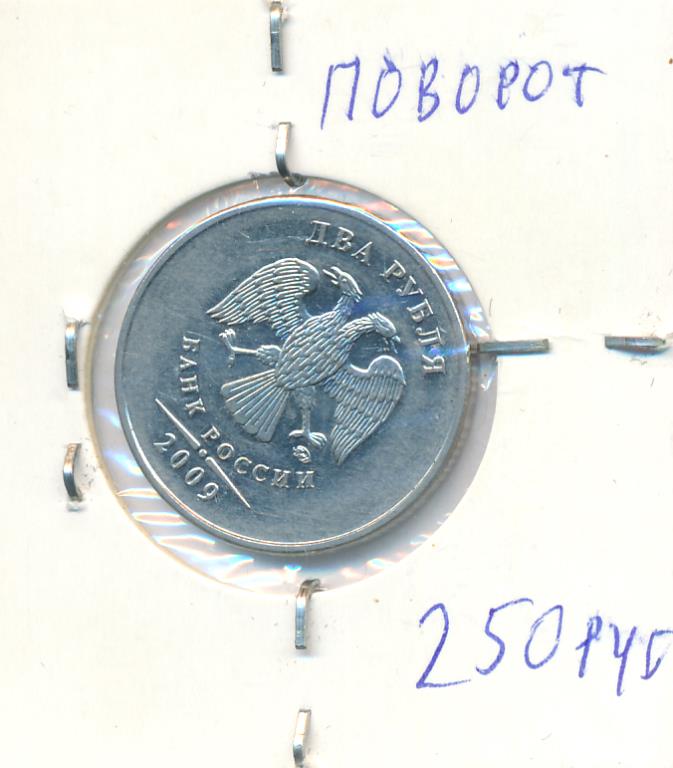 ПОВОРОТ
ДВА РУБЛЯ
БАНК РОССИИ
2009
250 руб